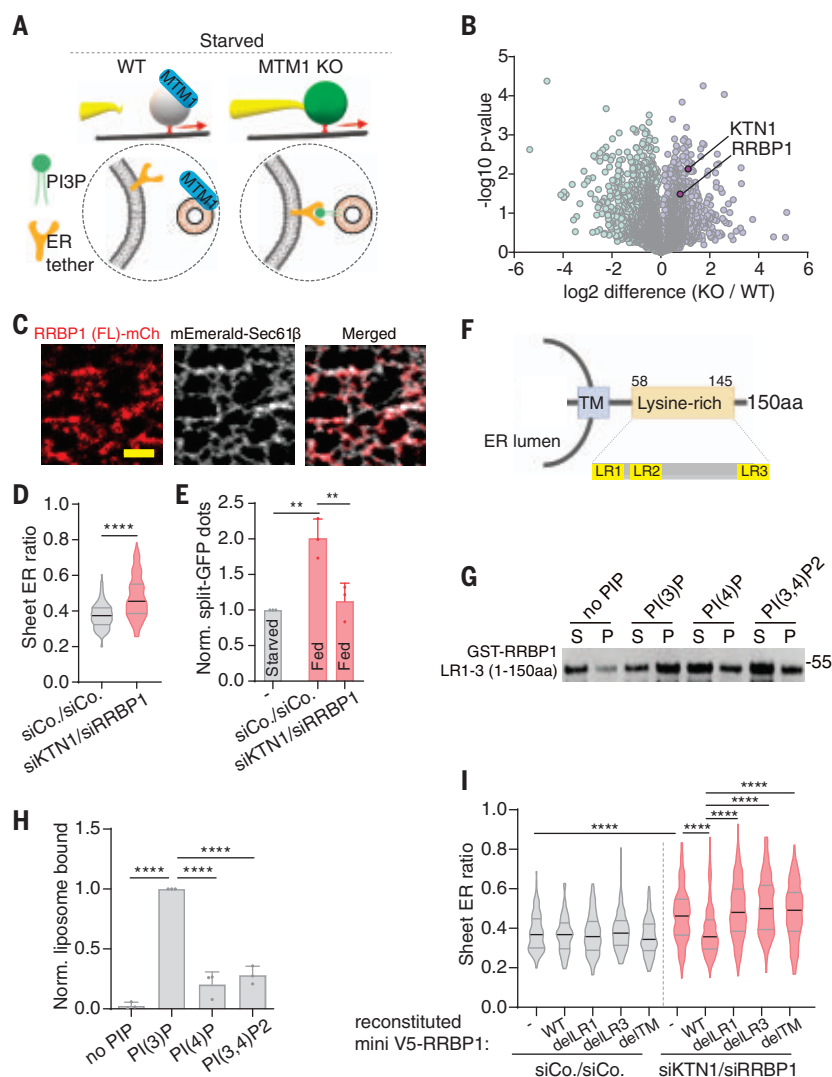 A
Starved
WT
MTM1 KO
MTM1
PI3P
ER
tether
MTM1
B
-log10 p-value
5
4
3
2
1
0
KTN1
RRBP1
-6 -4 -2 0 2 4 6
log2 difference (KO / WT)
C
RRBP1 (FL)-mCh
mEmerald-Sec61β
Merged
F
58
145
TM
Lysine-rich
150aa
ER lumen
LR1
LR2
LR3
D
Sheet ER ratio
1.0
0.8
0.6
0.4
0.2
0
****
siCo./siCo.
siKTN1/siRRBP1
E
Norm. split-GFP dots
2.5
2.0
1.5
1.0
0.5
0.0
**
**
Starved
Fed
Fed
-
siCo./siCo.
siKTN1/siRRBP1
G
no PIP
PI(3)P
PI(4)P
PI(3,4)P2
S P S P S P S P
GST-RRBP1
LR1-3 (1-150aa)
-55
H
Norm. liposome bound
1.5
1.0
0.5
0
****
****
****
no PIP
PI(3)P
PI(4)P
PI(3,4)P2
I
Sheet ER ratio
1.0
0.8
0.6
0.4
0.2
0
****
****
****
****
****
reconstituted
mini V5-RRBP1:
- WT delLR1 delLR3 delTM - WT delLR1 delLR3 delTM
siCo./siCo.
siKTN1/siRRBP1